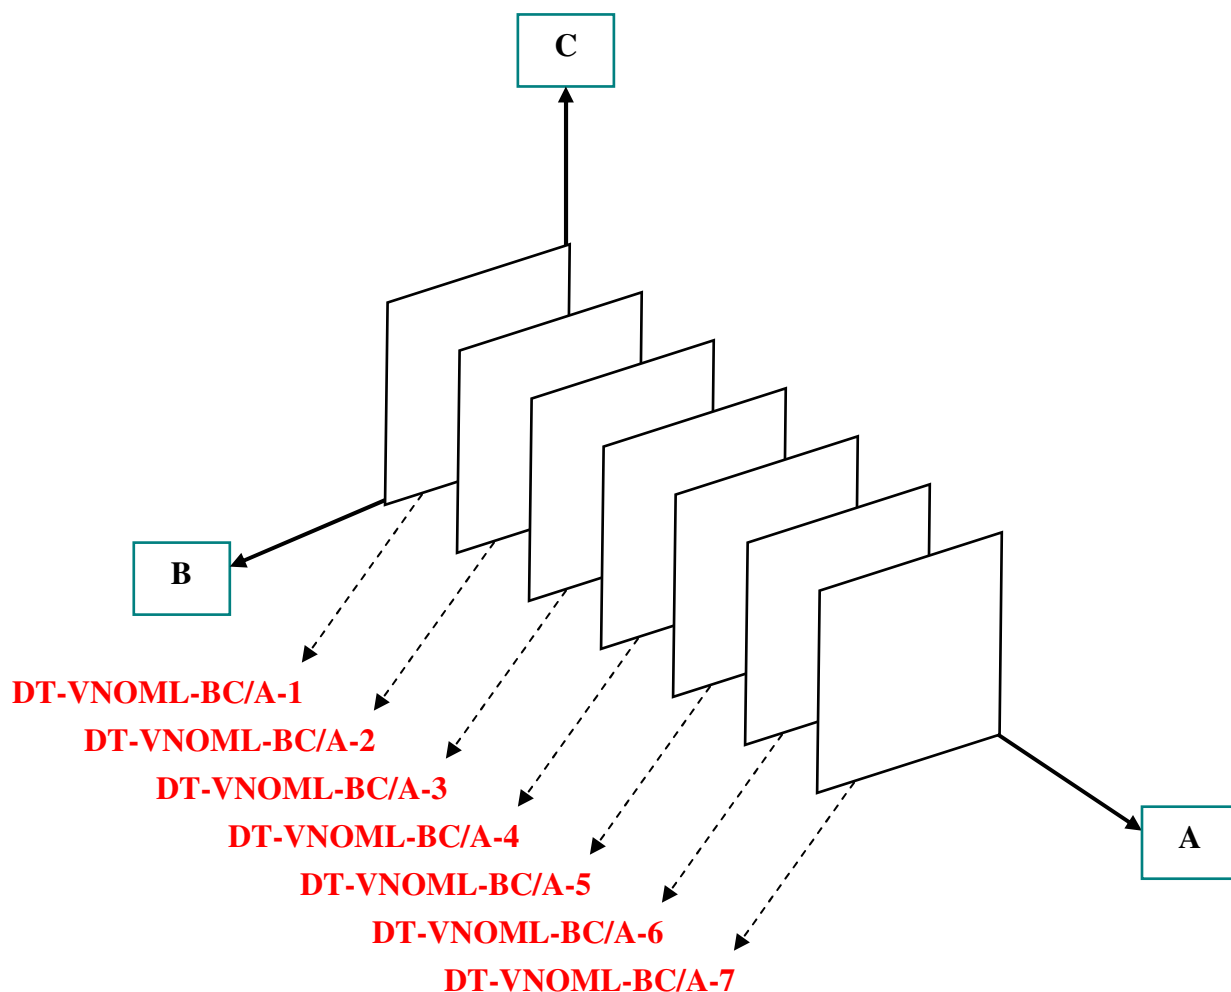 C
B
DT-VNOML-BC/A-1
DT-VNOML-BC/A-2
DT-VNOML-BC/A-3
DT-VNOML-BC/A-4
A
DT-VNOML-BC/A-5
DT-VNOML-BC/A-6
DT-VNOML-BC/A-7